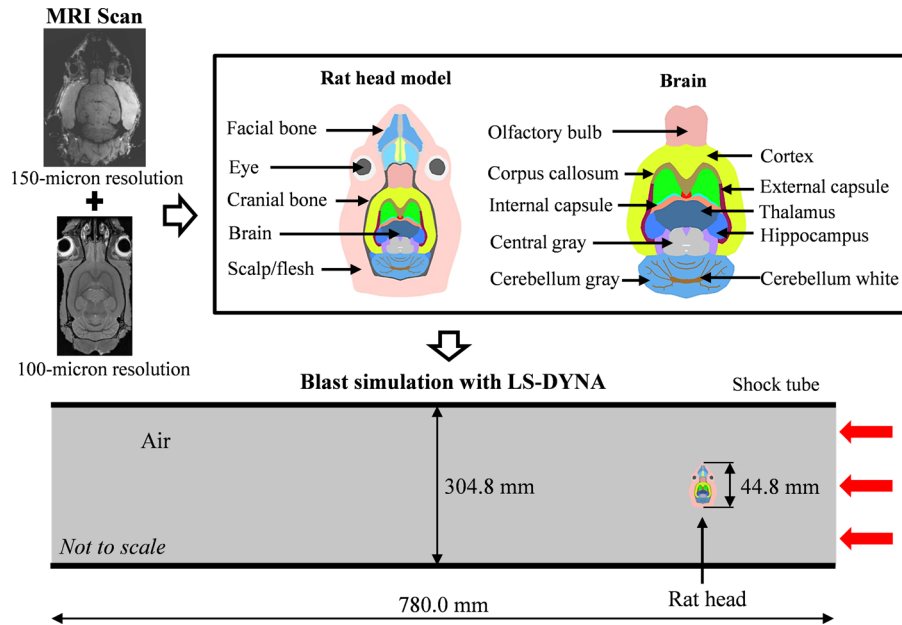 MRI Scan
150-micron resolution
+
100-micron resolution
Rat head model
Facial bone
Eye
Cranial bone
Brain
Scalp/flesh
Brain
Olfactory bulb
Corpus callosum
Internal capsule
Central gray
Cerebellum gray
Cortex
External capsule
Thalamus
Hippocampus
Cerebellum white
Blast simulation with LS-DYNA
Shock tube
Air
304.8 mm
44.8 mm
Not to scale
Rat head
780.0 mm